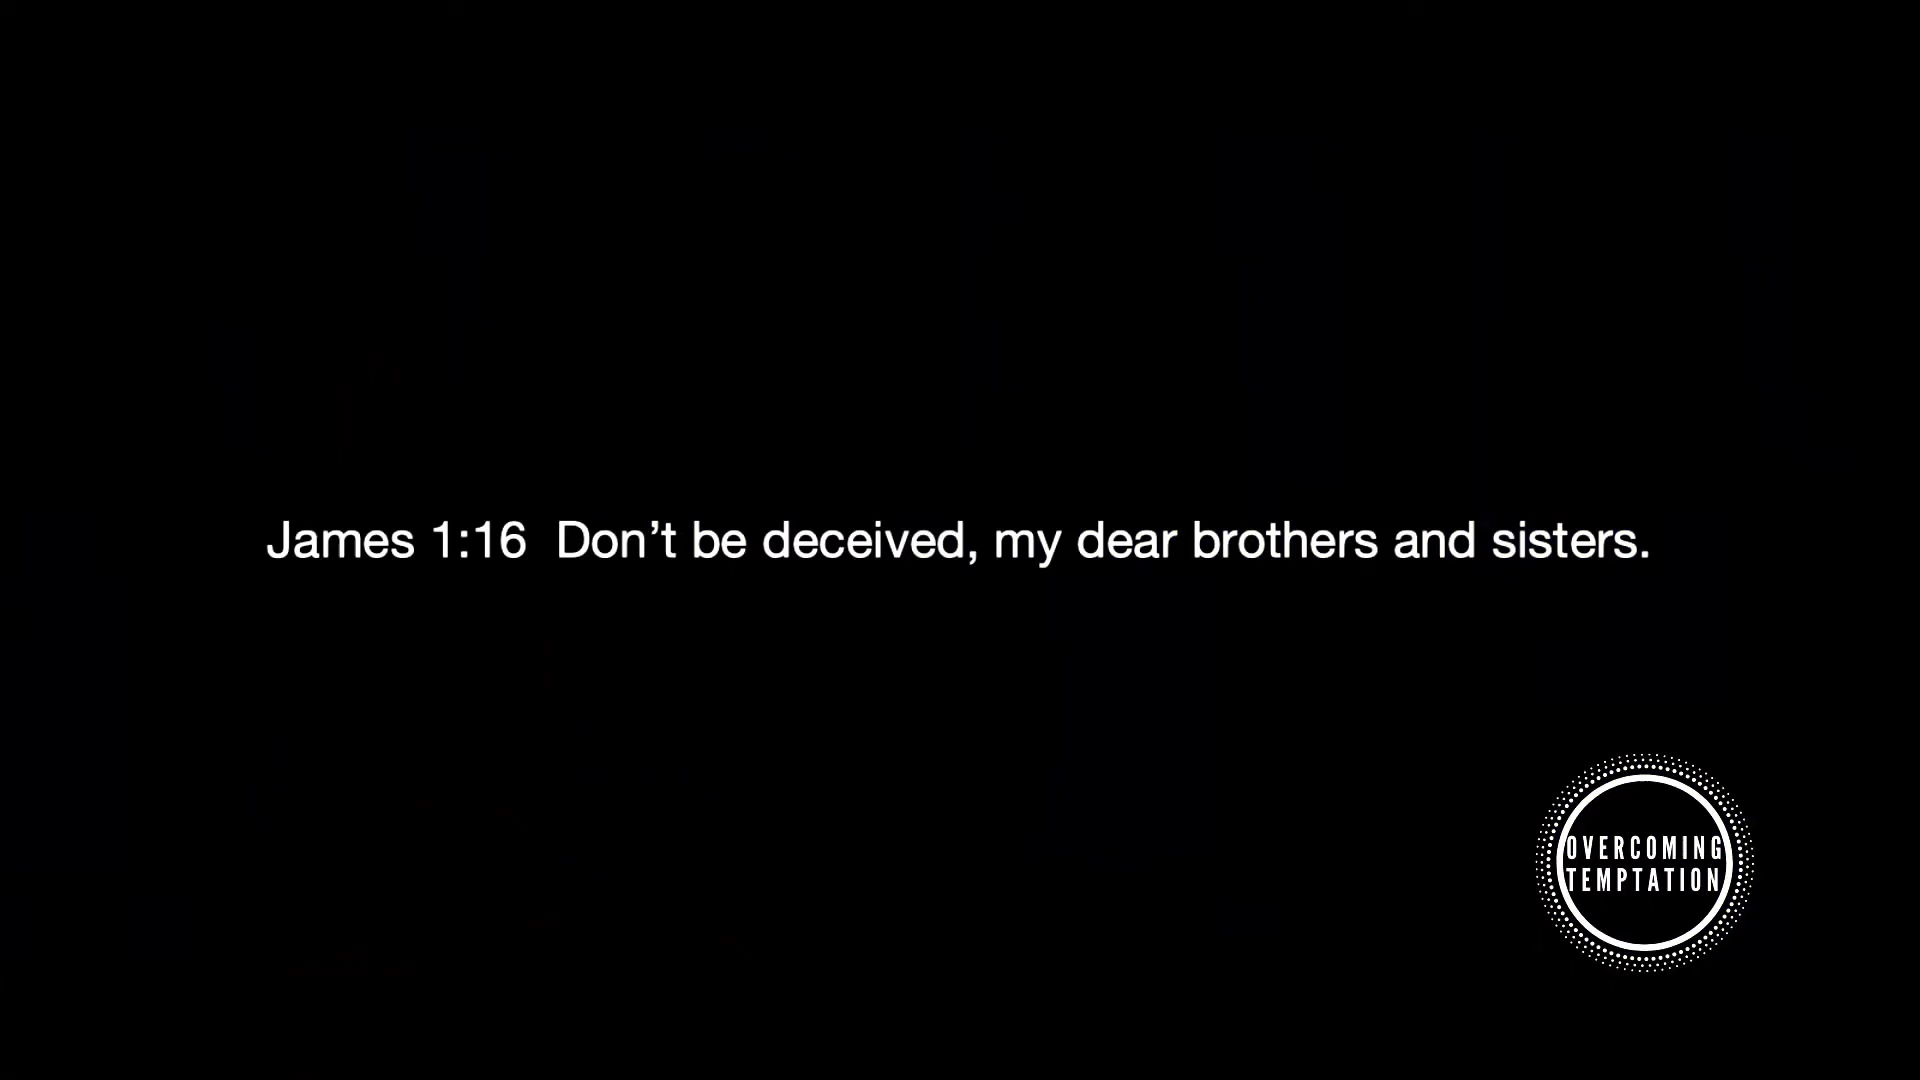 James 1:16  Don’t be deceived, my dear brothers and sisters.
OVERCOMING
TEMPTATION